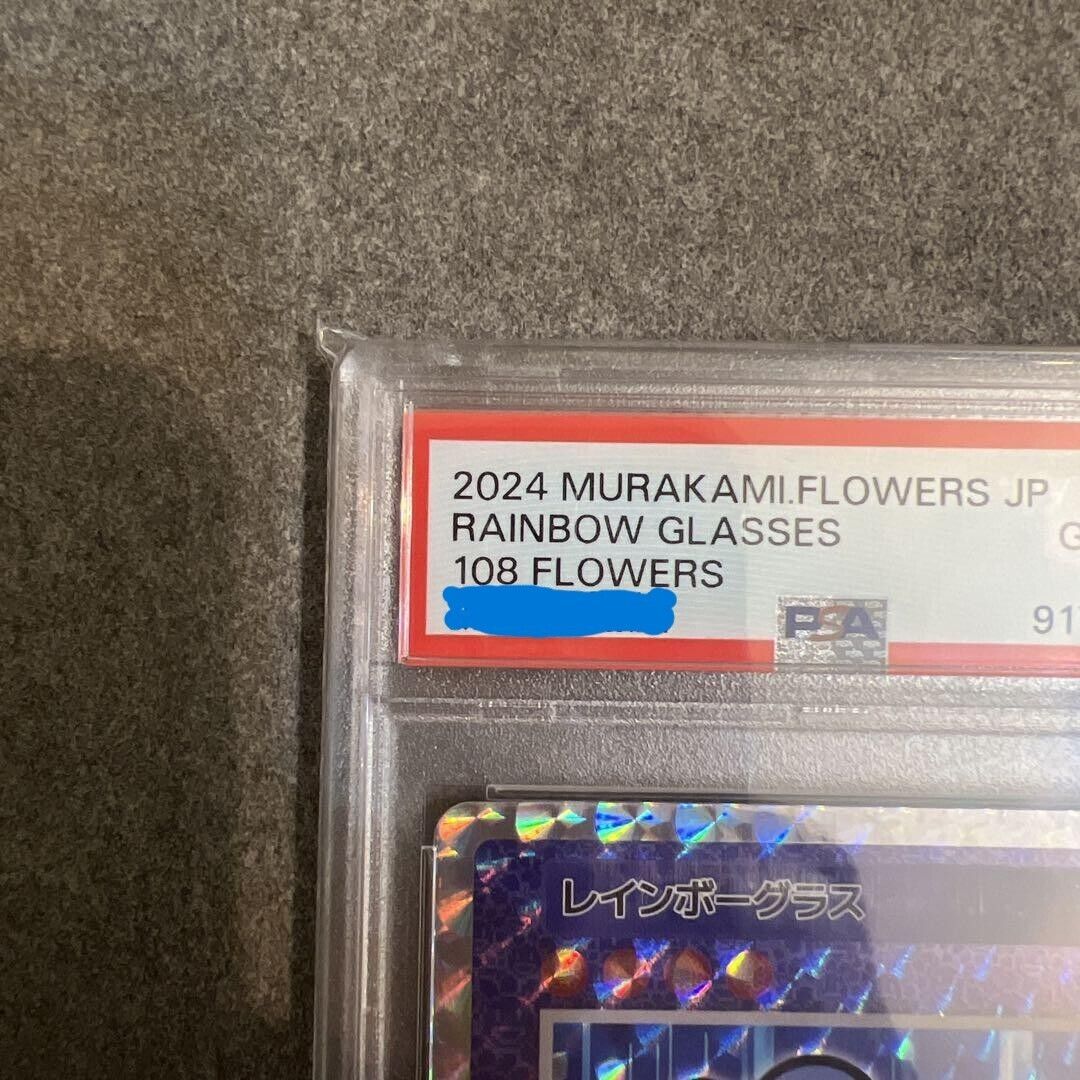 2024 MURAKAMI.FLOWERS JP
RAINBOW GLASSES
108 FLOWERS
PSA
レインボーグラス